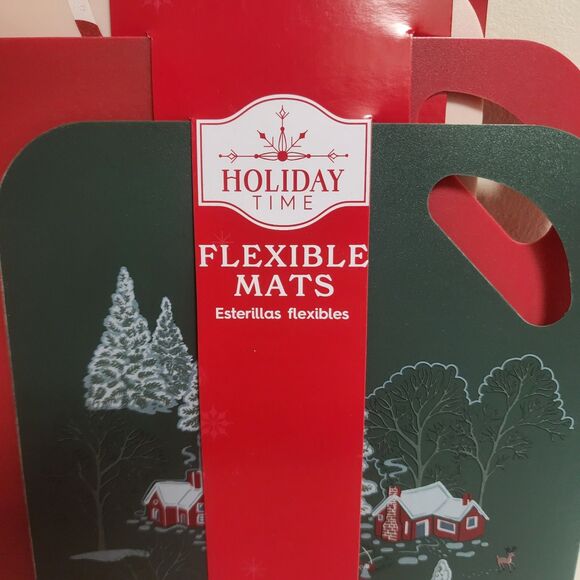 HOLIDAY
TIME
FLEXIBLE
MATS
Esterillas flexibles